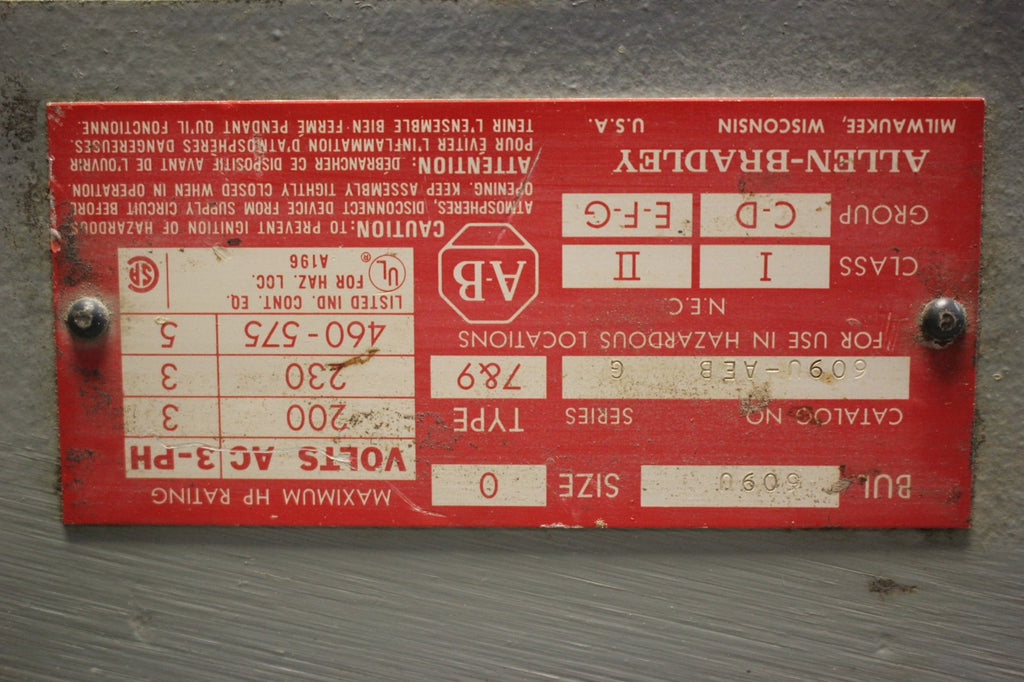 BUL. 609U SIZE 0
CATALOG NO. SERIES TYPE
609U-AEB G 7&9
FOR USE IN HAZARDOUS LOCATIONS
N.E.C.
CLASS I II
GROUP C-D E-F-G
A-B
ALLEN-BRADLEY
MILWAUKEE, WISCONSIN U.S.A.
MAXIMUM HP RATING
VOLTS AC 3-PH
200 3
230 3
460-575 5
LISTED IND. CONT. EQ.
UL® FOR HAZ. LOC.
A196
SA
CAUTION: TO PREVENT IGNITION OF HAZARDOUS
ATMOSPHERES, DISCONNECT DEVICE FROM SUPPLY CIRCUIT BEFORE
OPENING. KEEP ASSEMBLY TIGHTLY CLOSED WHEN IN OPERATION.
ATTENTION: DÉBRANCHER CE DISPOSITIF AVANT DE L'OUVRIR
POUR ÉVITER L'INFLAMMATION D'ATMOSPHÈRES DANGEREUSES.
TENIR L'ENSEMBLE BIEN FERMÉ PENDANT QU'IL FONCTIONNE.